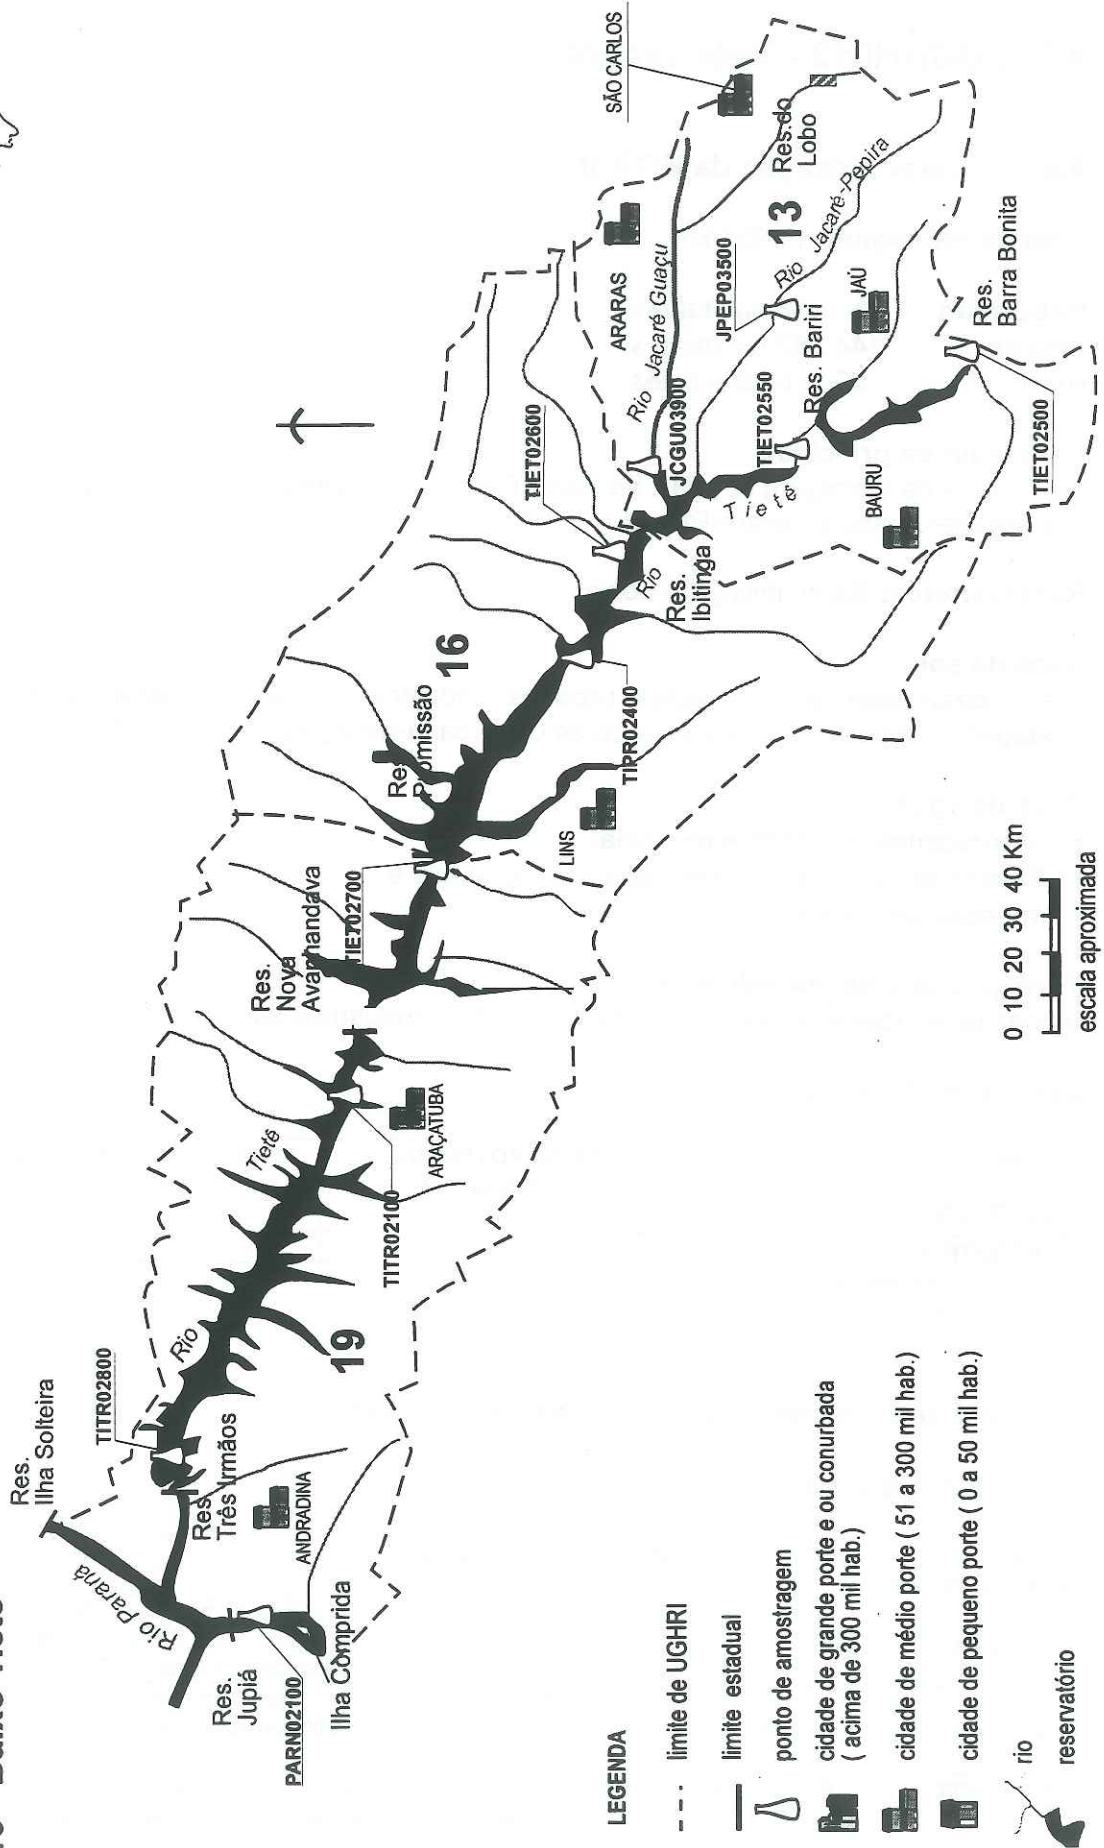 Baixo Tietê
Res.
Ilha Solteira
TITR02800
Rio Paraná
Rio
Tietê
Res.
Três Irmãos
Res.
Jupiá
PARN02100
Ilha Comprida
ANDRADINA
19
TITR02100
ARAÇATUBA
Res.
Nova
Avanhandava
TIET02700
Res.
Promissão
16
LINS
TIPR02400
TIET02600
Rio
Tietê
Res.
Ibitinga
JCGU03900
Rio Jacaré Guaçu
ARARAS
SÃO CARLOS
Res.do
Lobo
13
JPEP03500
Rio Jacaré-Pepira
TIET02550
Res. Bariri
JAÚ
BAURU
Res.
Barra Bonita
TIET02500
LEGENDA
limite de UGHRI
limite estadual
ponto de amostragem
cidade de grande porte e ou conurbada
( acima de 300 mil hab.)
cidade de médio porte ( 51 a 300 mil hab.)
cidade de pequeno porte ( 0 a 50 mil hab.)
rio
reservatório
0 10 20 30 40 Km
escala aproximada